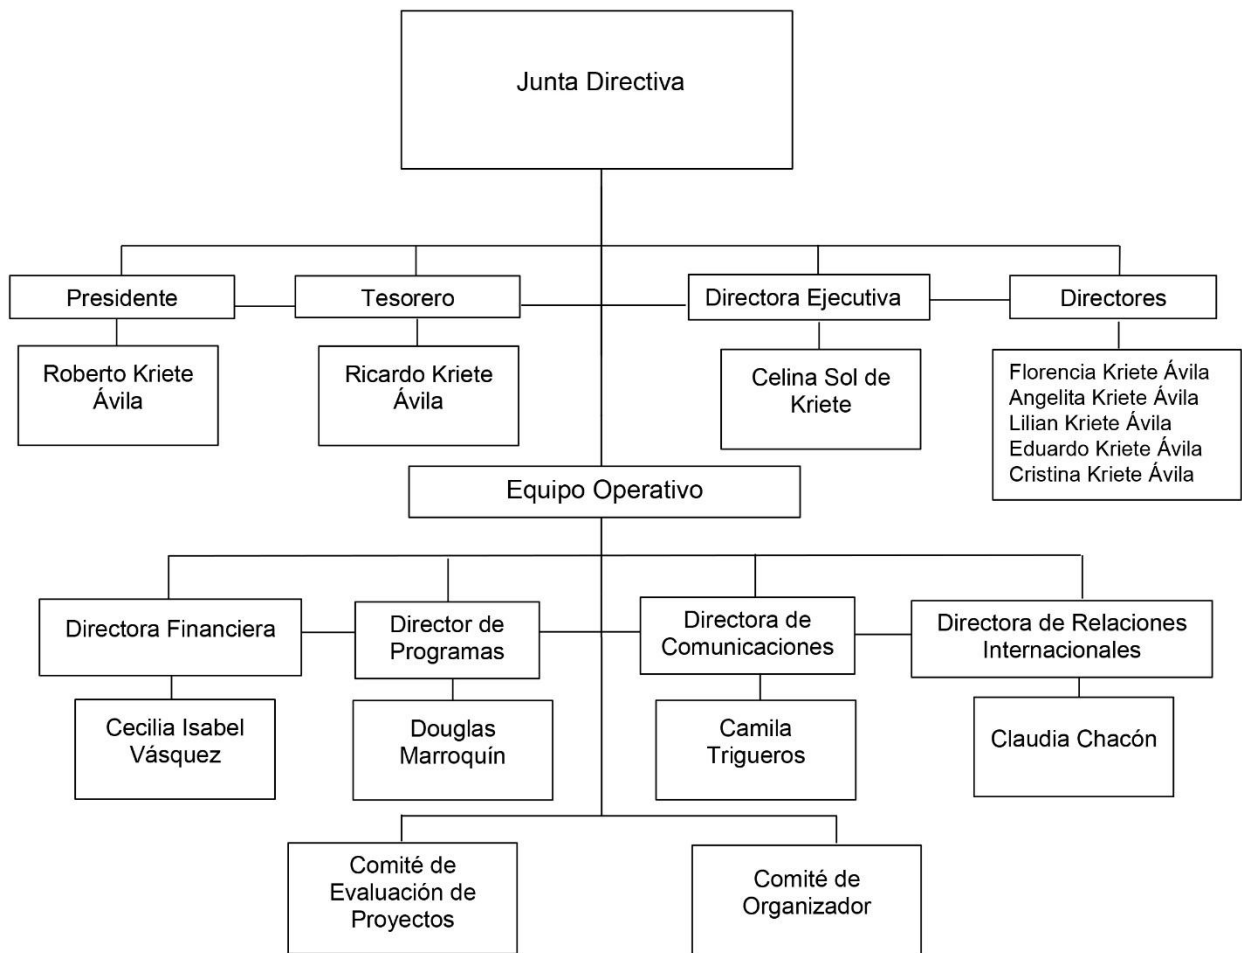 Junta Directiva
Presidente
Tesorero
Directora Ejecutiva
Directores
Roberto Kriete
Ávila
Ricardo Kriete
Ávila
Celina Sol de
Kriete
Florencia Kriete Ávila
Angelita Kriete Ávila
Lilian Kriete Ávila
Eduardo Kriete Ávila
Cristina Kriete Ávila
Equipo Operativo
Directora Financiera
Director de
Programas
Directora de
Comunicaciones
Directora de Relaciones
Internacionales
Cecilia Isabel
Vásquez
Douglas
Marroquín
Camila
Trigueros
Claudia Chacón
Comité de
Evaluación de
Proyectos
Comité de
Organizador